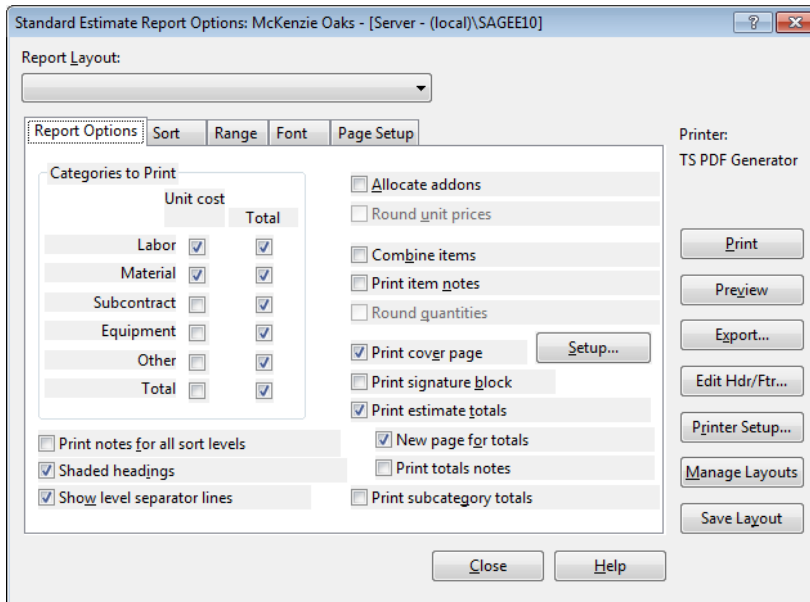 Standard Estimate Report Options: McKenzie Oaks - [Server - (local)\SAGEE10]
Report Layout:
Report Options
Sort
Range
Font
Page Setup
Printer:
TS PDF Generator
Categories to Print
Unit cost
Total
Labor
Material
Subcontract
Equipment
Other
Total
Print notes for all sort levels
Shaded headings
Show level separator lines
Allocate addons
Round unit prices
Combine items
Print item notes
Round quantities
Print cover page
Setup...
Print signature block
Print estimate totals
New page for totals
Print totals notes
Print subcategory totals
Print
Preview
Export...
Edit Hdr/Ftr...
Printer Setup...
Manage Layouts
Save Layout
Close
Help